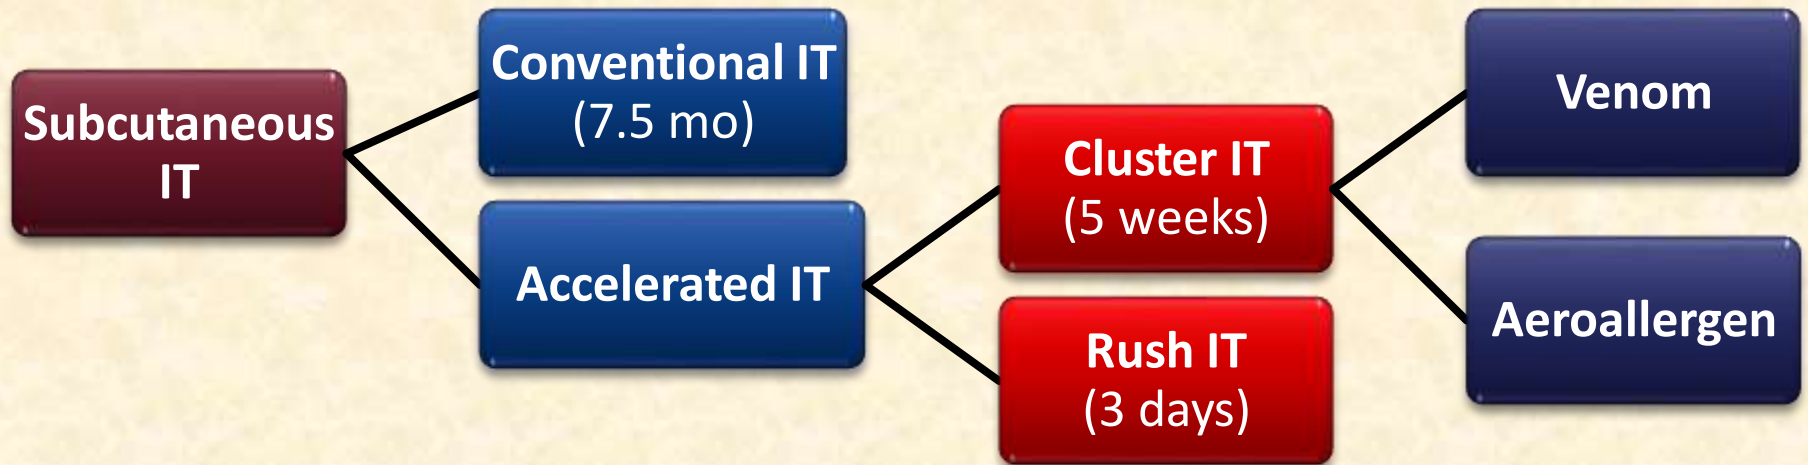 Subcutaneous
IT
Conventional IT
(7.5 mo)
Accelerated IT
Cluster IT
(5 weeks)
Rush IT
(3 days)
Venom
Aeroallergen